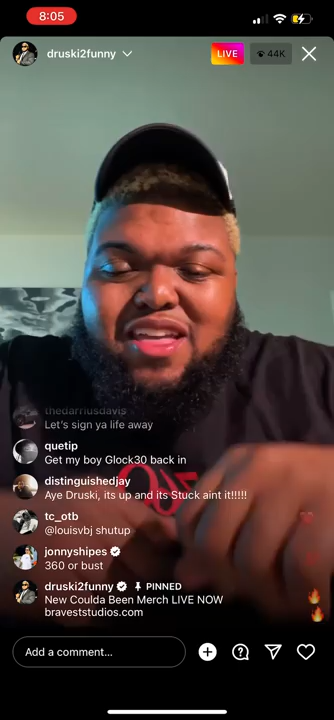 8:05
druski2funny
LIVE
44K
thedarriusdavis
Let's sign ya life away
quetip
Get my boy Glock30 back in
distinguishedjay
Aye Druski, its up and its Stuck aint it!!!!!
tc_otb
@louisvbj shutup
jonnyshipes
360 or bust
druski2funny PINNED
New Coulda Been Merch LIVE NOW
braveststudios.com
Add a comment...